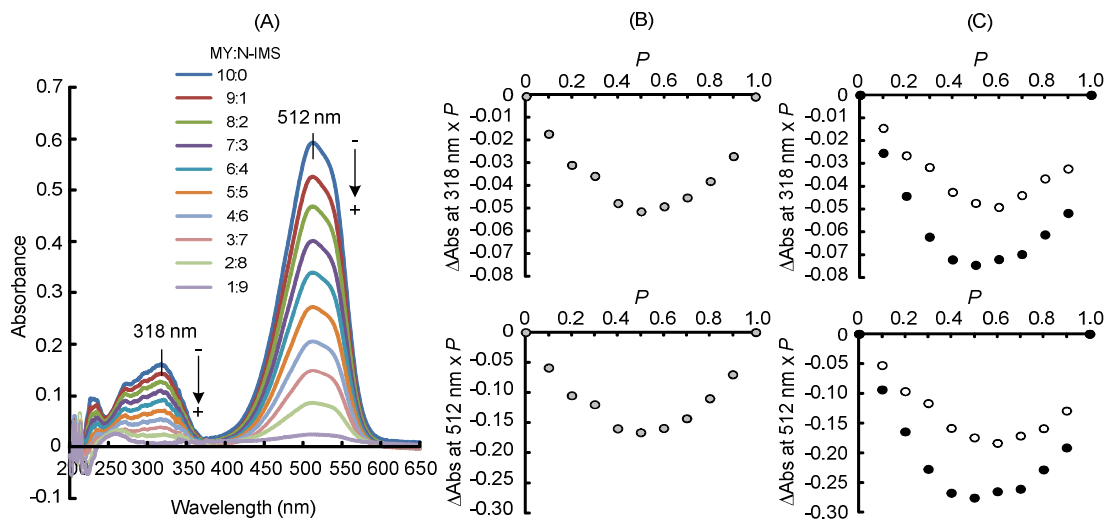 (A)
(B)
(C)
MY:N-IMS
10:0
9:1
8:2
7:3
6:4
5:5
4:6
3:7
2:8
1:9
512 nm
318 nm
-
+
-
+
Absorbance
0.7
0.6
0.5
0.4
0.3
0.2
0.1
0
-0.1
200 250 300 350 400 450 500 550 600 650
Wavelength (nm)
P
0 0.2 0.4 0.6 0.8 1.0
0
-0.01
-0.02
-0.03
-0.04
-0.05
-0.06
-0.07
-0.08
ΔAbs at 318 nm x P
P
0 0.2 0.4 0.6 0.8 1.0
0
-0.05
-0.10
-0.15
-0.20
-0.25
-0.30
ΔAbs at 512 nm x P
P
0 0.2 0.4 0.6 0.8 1.0
0
-0.01
-0.02
-0.03
-0.04
-0.05
-0.06
-0.07
-0.08
ΔAbs at 318 nm x P
P
0 0.2 0.4 0.6 0.8 1.0
0
-0.05
-0.10
-0.15
-0.20
-0.25
-0.30
ΔAbs at 512 nm x P